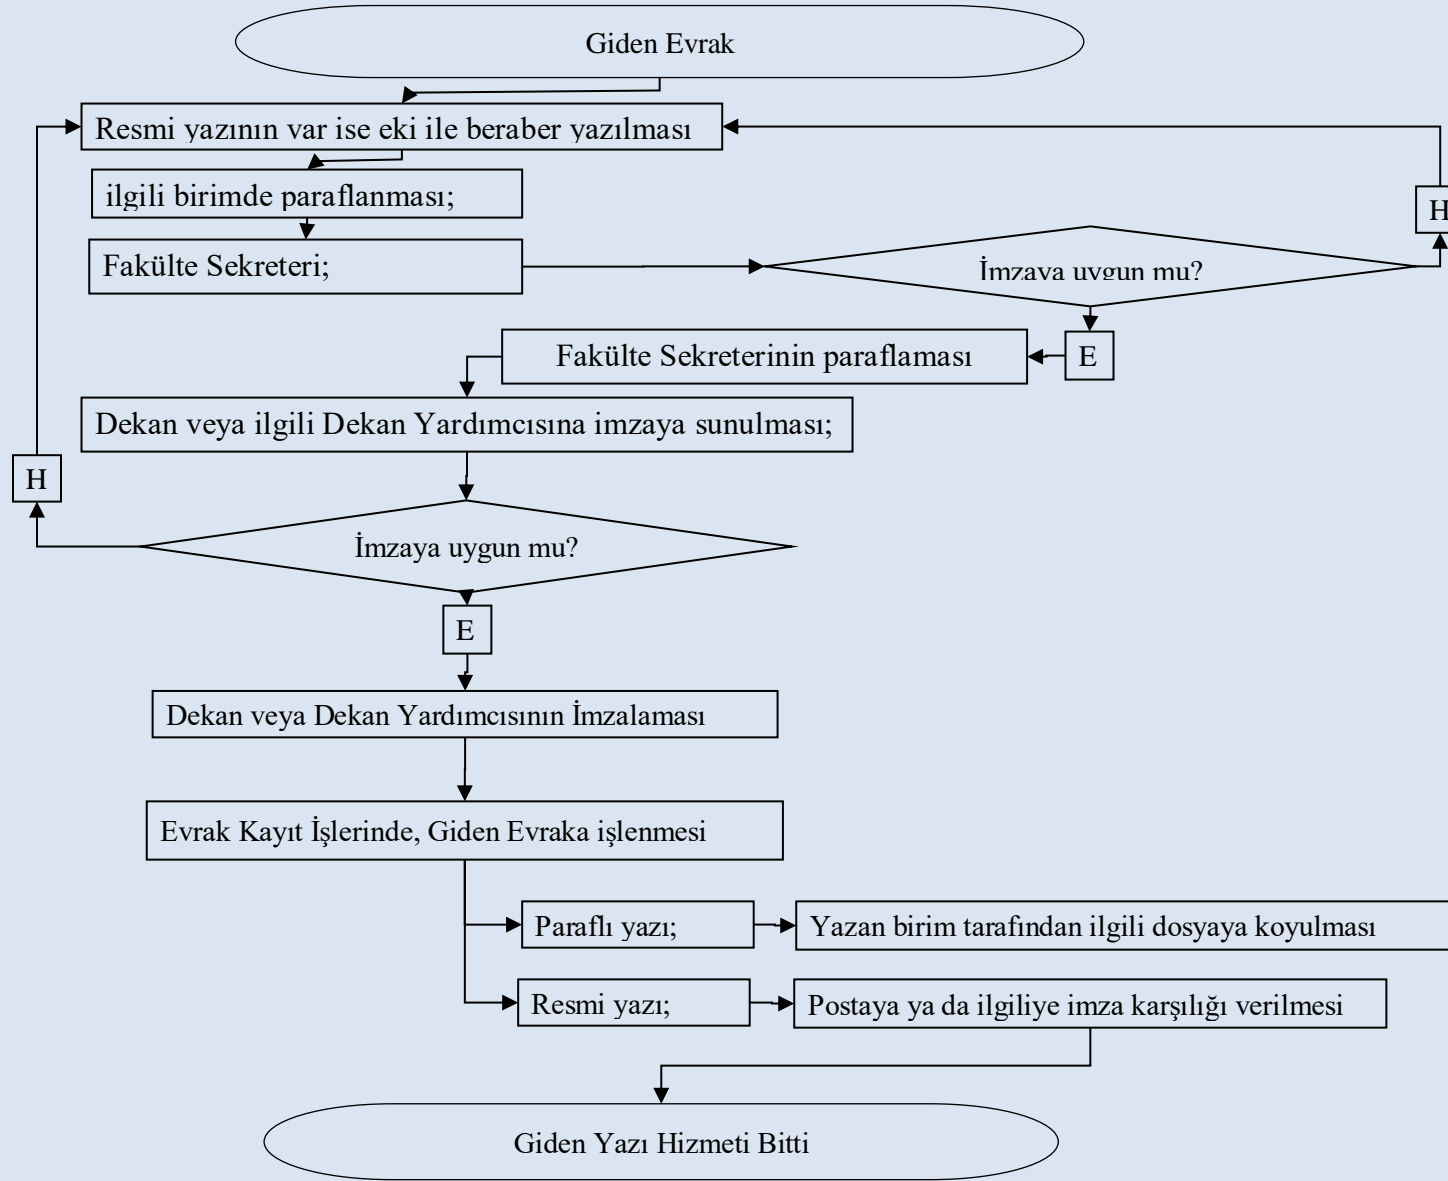 Giden Evrak
Resmi yazının var ise eki ile beraber yazılması
ilgili birimde paraflanması;
H
Fakülte Sekreteri;
İmzaya uygun mu?
Fakülte Sekreterinin paraflaması
E
Dekan veya ilgili Dekan Yardımcısına imzaya sunulması;
H
İmzaya uygun mu?
E
Dekan veya Dekan Yardımcısının İmzalaması
Evrak Kayıt İşlerinde, Giden Evraka işlenmesi
Paraflı yazı;
Yazan birim tarafından ilgili dosyaya koyulması
Resmi yazı;
Postaya ya da ilgiliye imza karşılığı verilmesi
Giden Yazı Hizmeti Bitti